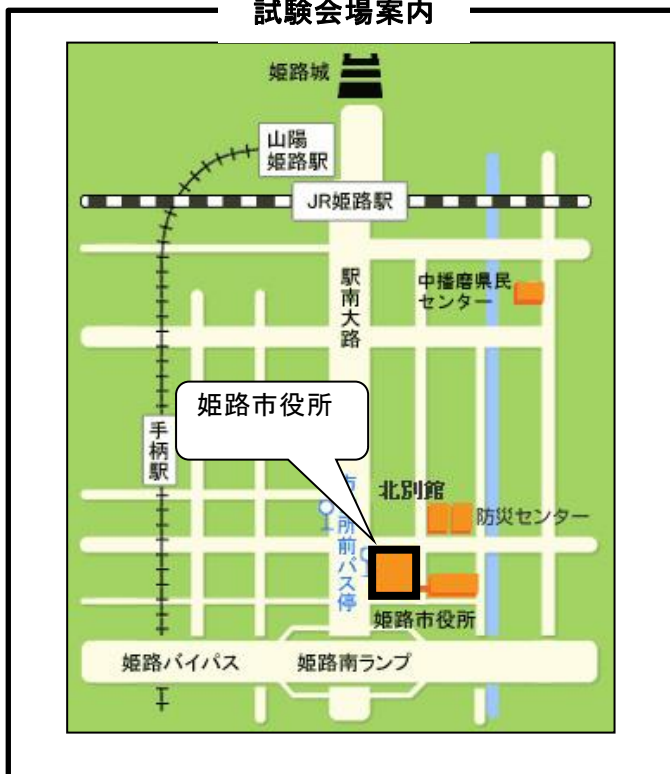 試験会場案内
姫路城
山陽
姫路駅
JR姫路駅
駅南大路
中播磨県民
センター
姫路市役所
手柄駅
北別館
防災センター
所前バス停
姫路市役所
姫路バイパス
姫路南ランプ